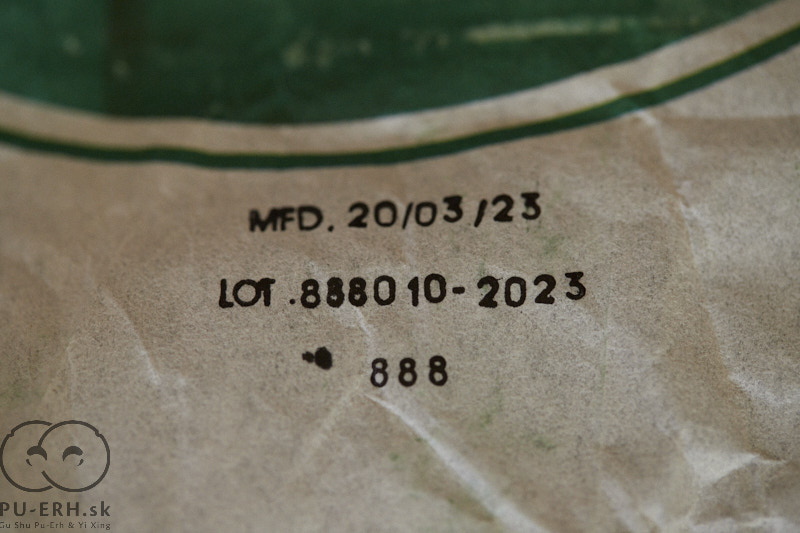 MFD. 20/03/23
LOT .888010-2023
888
PU-ERH.sk
Gu Shu Pu-Erh & Yi Xing